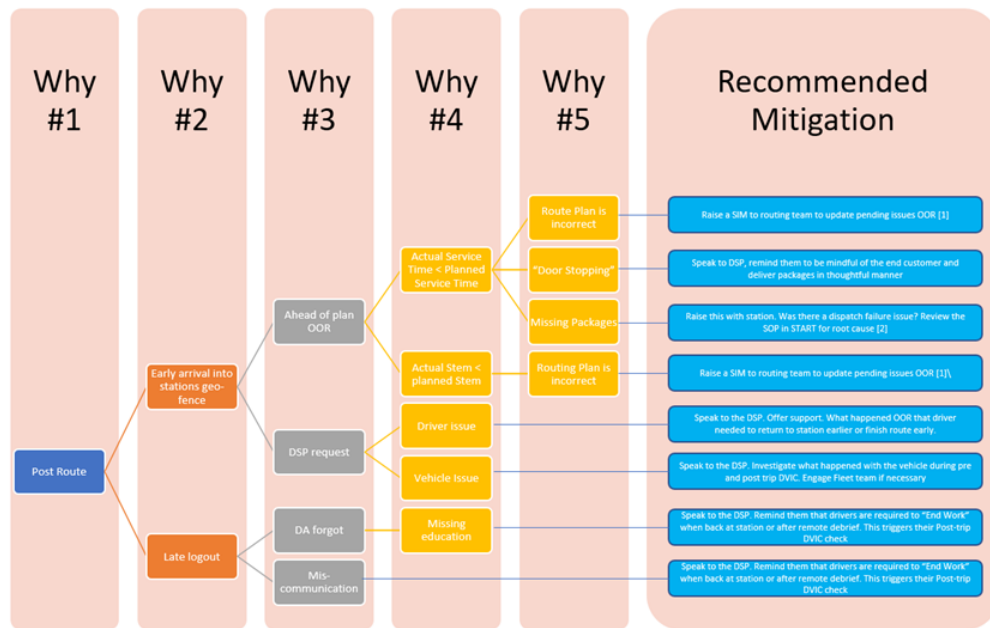 Why
#1
Why
#2
Why
#3
Why
#4
Why
#5
Recommended
Mitigation
Post Route
Early arrival into
stations geo-
fence
Late logout
Ahead of plan
OOR
DSP request
DA forgot
Mis-
communication
Actual Service
Time < Planned
Service Time
Actual Stem <
planned Stem
Driver issue
Vehicle Issue
Missing
education
Route Plan is
incorrect
"Door Stopping"
Missing Packages
Routing Plan is
incorrect
Raise a SIM to routing team to update pending issues OOR [1]
Speak to DSP, remind them to be mindful of the end customer and
deliver packages in thoughtful manner
Raise this with station. Was there a dispatch failure issue? Review the
SOP in START for root cause [2]
Raise a SIM to routing team to update pending issues OOR [1]\
Speak to the DSP. Offer support. What happened OOR that driver
needed to return to station earlier or finish route early.
Speak to the DSP. Investigate what happened with the vehicle during pre
and post trip DVIC. Engage Fleet team if necessary
Speak to the DSP. Remind them that drivers are required to "End Work"
when back at station or after remote debrief. This triggers their Post-trip
DVIC check
Speak to the DSP. Remind them that drivers are required to "End Work"
when back at station or after remote debrief. This triggers their Post-trip
DVIC check